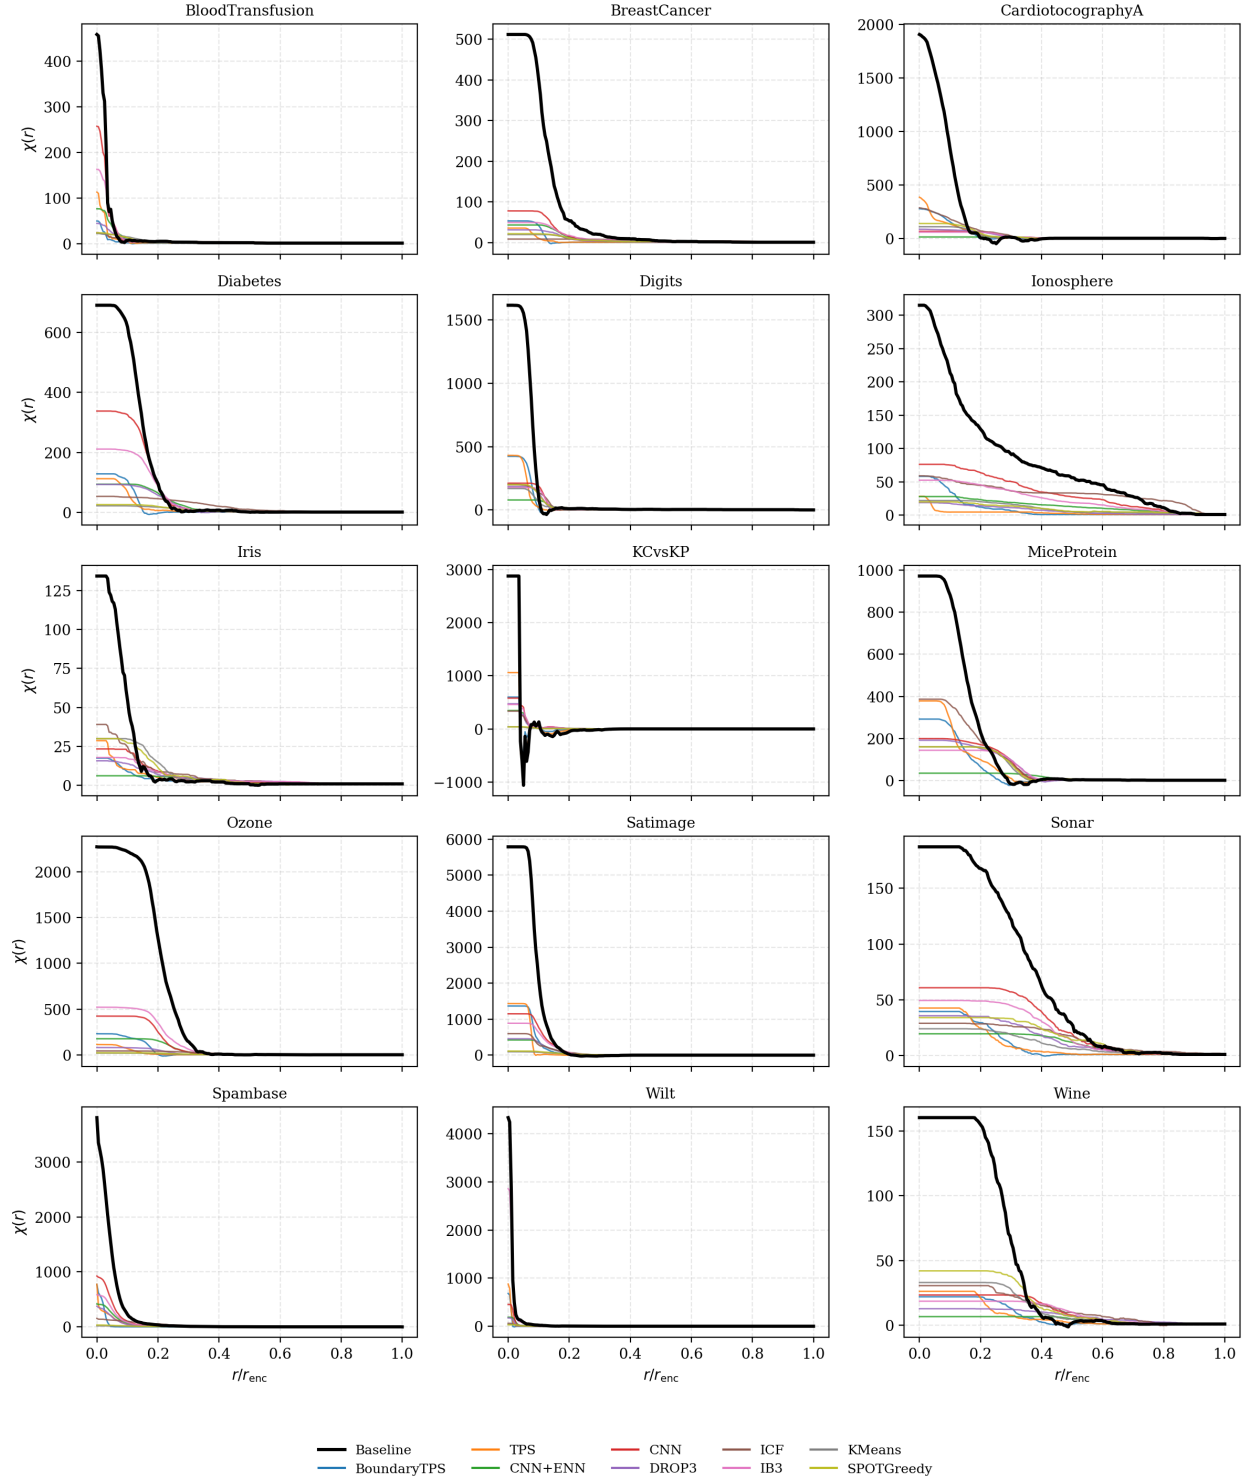 BloodTransfusion
BreastCancer
CardiotocographyA
χ(r)
400
300
200
100
0
500
400
300
200
100
0
2000
1500
1000
500
0
Diabetes
Digits
Ionosphere
χ(r)
600
400
200
0
1500
1000
500
0
300
250
200
150
100
50
0
Iris
KCvsKP
MiceProtein
χ(r)
125
100
75
50
25
0
3000
2000
1000
0
−1000
1000
800
600
400
200
0
Ozone
Satimage
Sonar
χ(r)
2000
1500
1000
500
0
6000
5000
4000
3000
2000
1000
0
150
100
50
0
Spambase
Wilt
Wine
χ(r)
3000
2000
1000
0
4000
3000
2000
1000
0
150
100
50
0
0.0 0.2 0.4 0.6 0.8 1.0
0.0 0.2 0.4 0.6 0.8 1.0
0.0 0.2 0.4 0.6 0.8 1.0
r/r_enc
r/r_enc
r/r_enc
Baseline TPS CNN ICF KMeans
BoundaryTPS CNN+ENN DROP3 IB3 SPOTGreedy